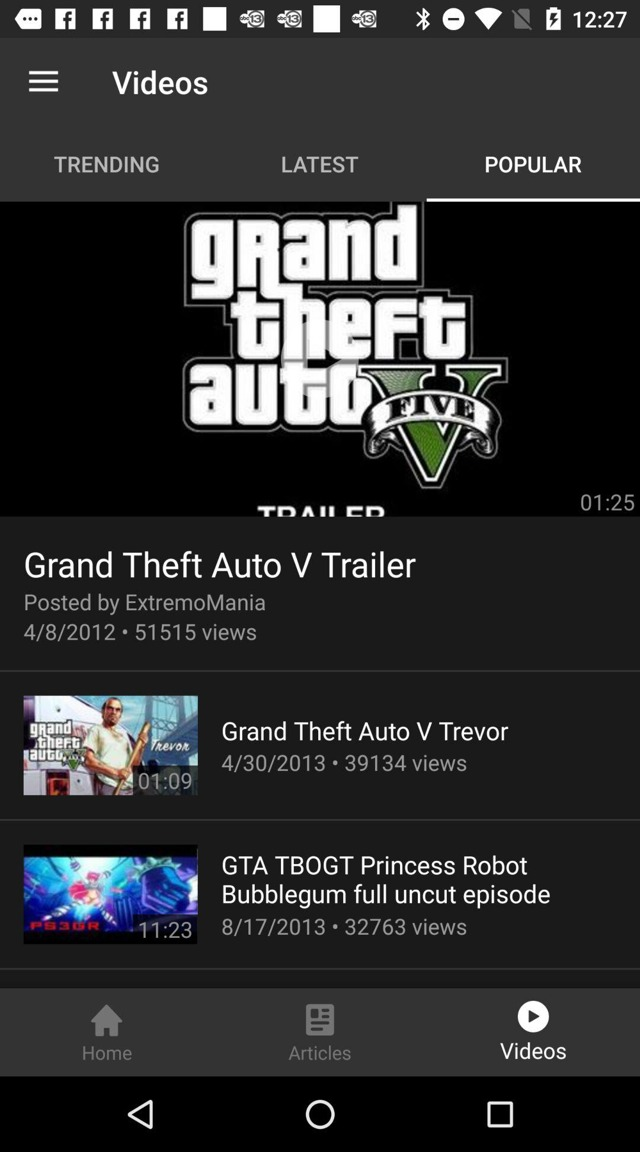 12:27
Videos
TRENDING
LATEST
POPULAR
grand
theft
auto
FIVE
TRAILER
01:25
Grand Theft Auto V Trailer
Posted by ExtremoMania
4/8/2012 • 51515 views
grand
theft
auto
Trevor
01:09
Grand Theft Auto V Trevor
4/30/2013 • 39134 views
PS3GR
11:23
GTA TBOGT Princess Robot
Bubblegum full uncut episode
8/17/2013 • 32763 views
Home
Articles
Videos